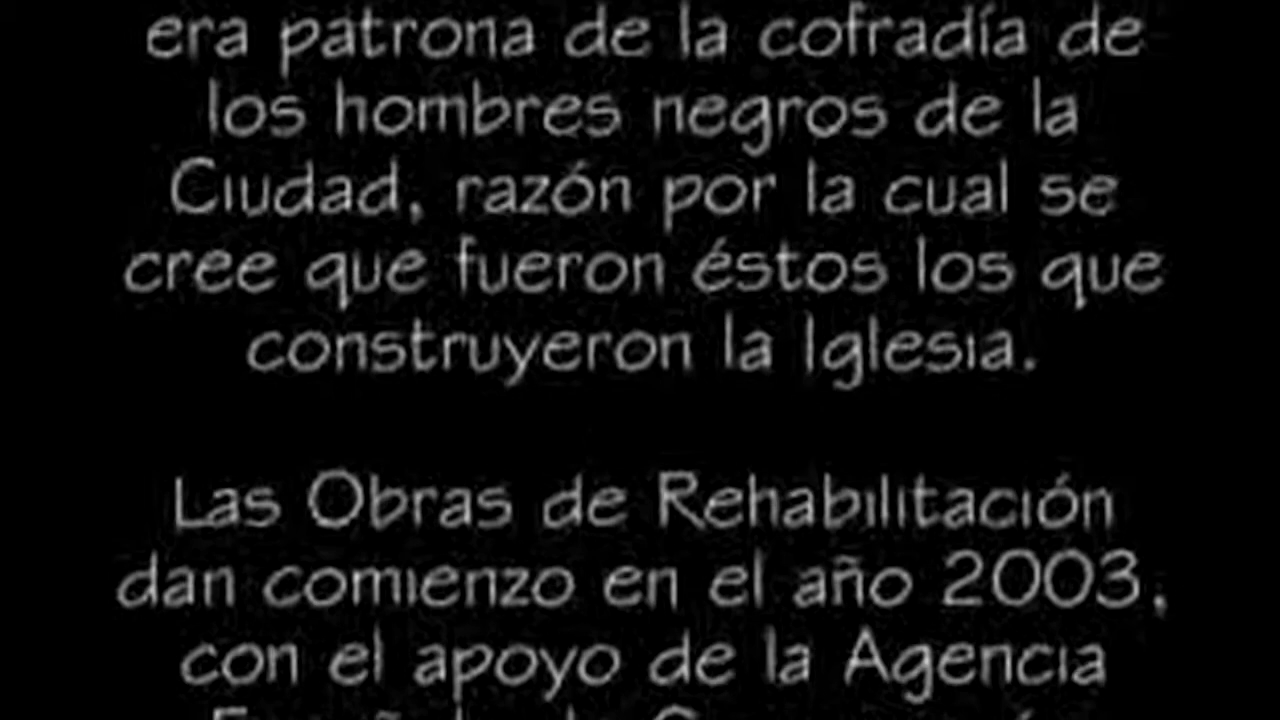 era patrona de la cofradía de
los hombres negros de la
Ciudad, razón por la cual se
cree que fueron éstos los que
construyeron la Iglesia.
Las Obras de Rehabilitación
dan comienzo en el año 2003,
con el apoyo de la Agencia